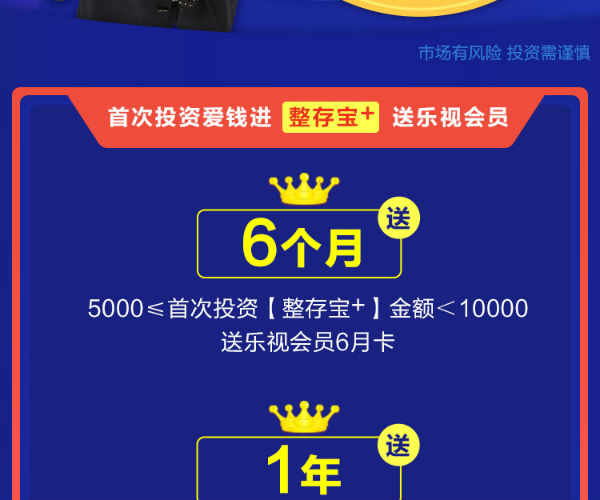 市场有风险 投资需谨慎
首次投资爱钱进 整存宝+ 送乐视会员
送
6个月
5000≤首次投资【整存宝+】金额<10000
送乐视会员6月卡
送
1年